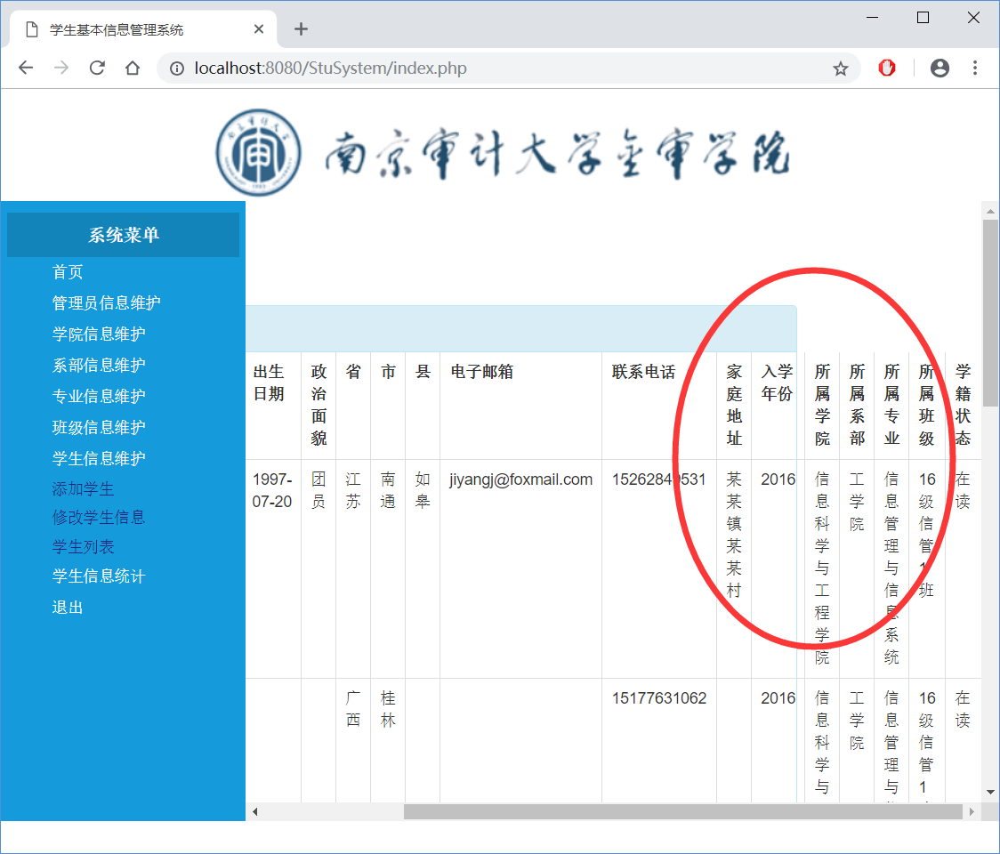 学生基本信息管理系统
localhost:8080/StuSystem/index.php
南京审计大学金审学院
系统菜单
首页
管理员信息维护
学院信息维护
系部信息维护
专业信息维护
班级信息维护
学生信息维护
添加学生
修改学生信息
学生列表
学生信息统计
退出
出生日期 政治面貌 省 市 县 电子邮箱 联系电话 家庭地址 入学年份 所属学院 所属系部 所属专业 所属班级 学籍状态
1997-07-20 团员 江苏 南通 如皋 jiyangj@foxmail.com 15262849531 某某镇某某村 2016 信息科学与工程学院 工学院 信息管理与信息系统 16级信管1班 在读
广西 桂林 15177631062 2016 信息科学与 工学院 信息管理与 16级信管1 在读